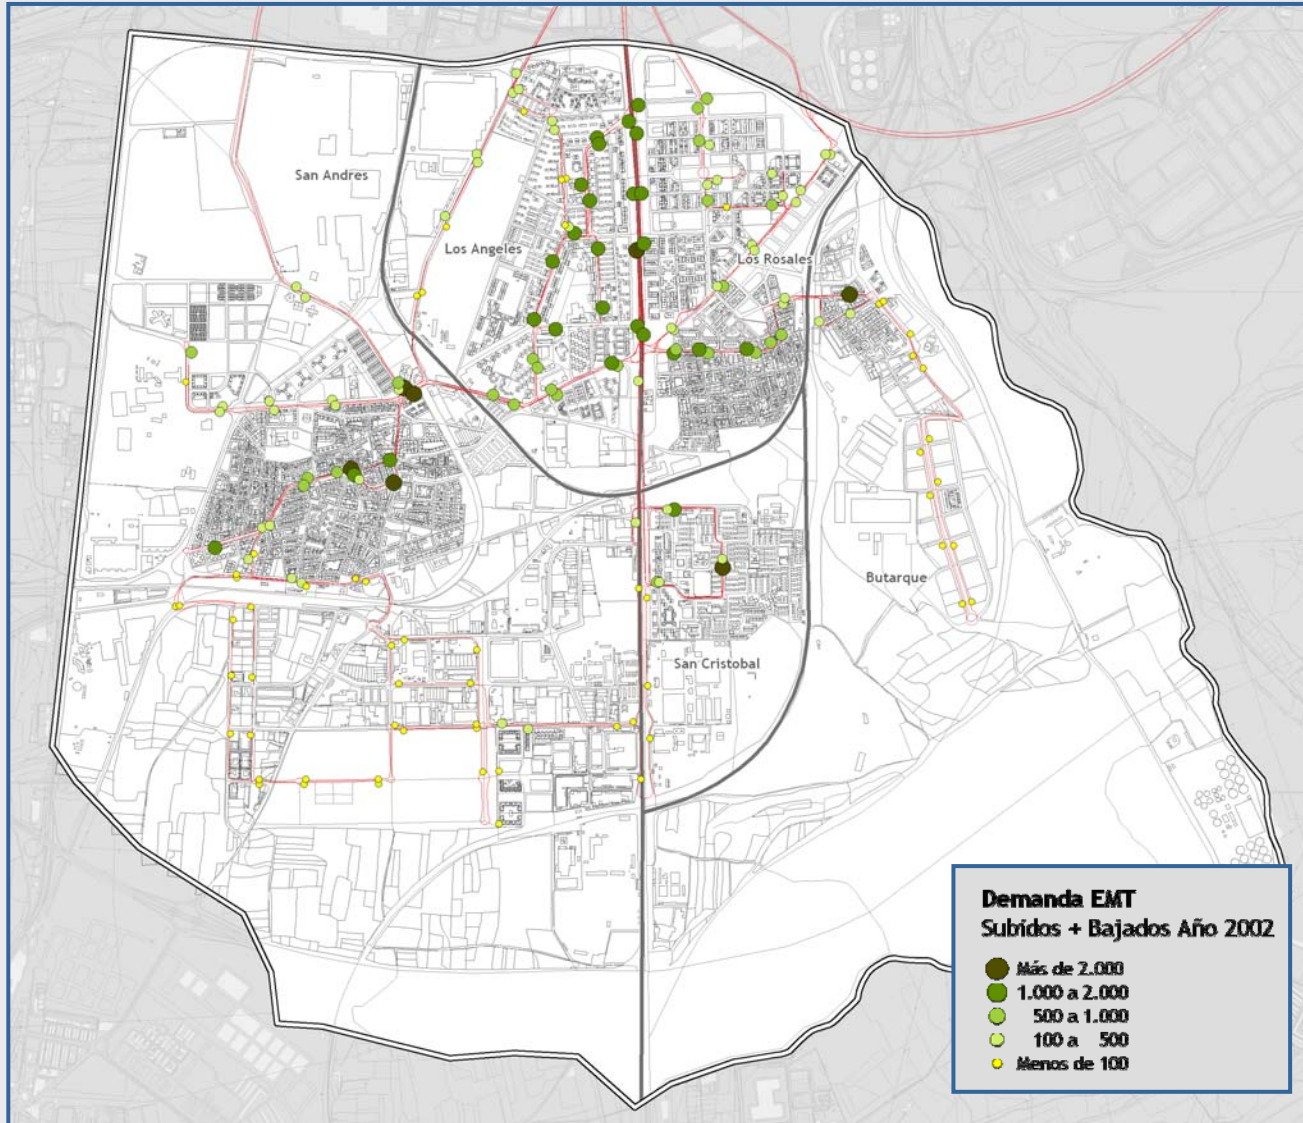 San Andres
Los Angeles
Los Rosales
Butarque
San Cristobal
Demanda EMT
Subidos + Bajados Año 2002
Más de 2.000
1.000 a 2.000
500 a 1.000
100 a 500
Menos de 100